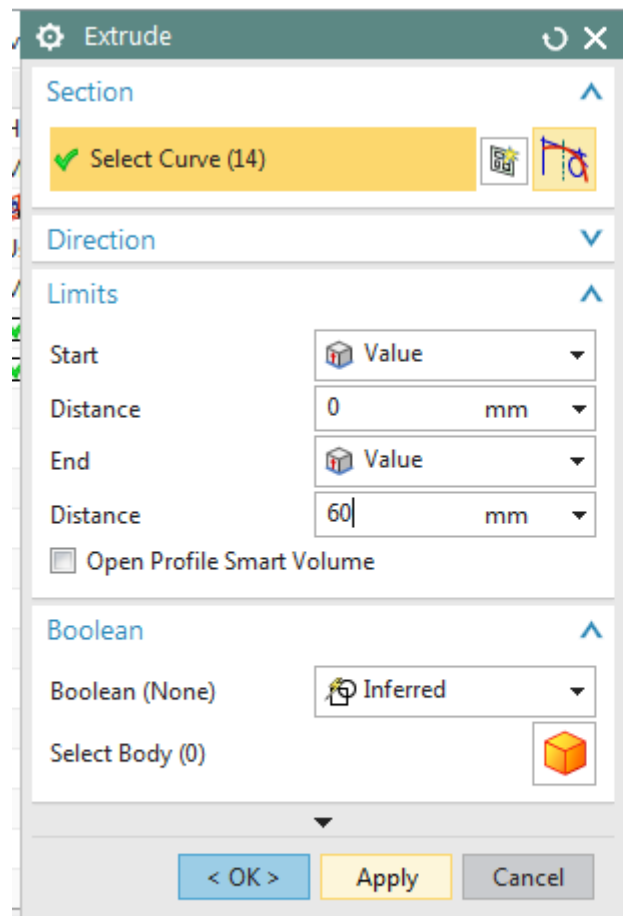 Extrude
Section
Select Curve (14)
Direction
Limits
Start Value
Distance 0 mm
End Value
Distance 60 mm
Open Profile Smart Volume
Boolean
Boolean (None) Inferred
Select Body (0)
< OK > Apply Cancel